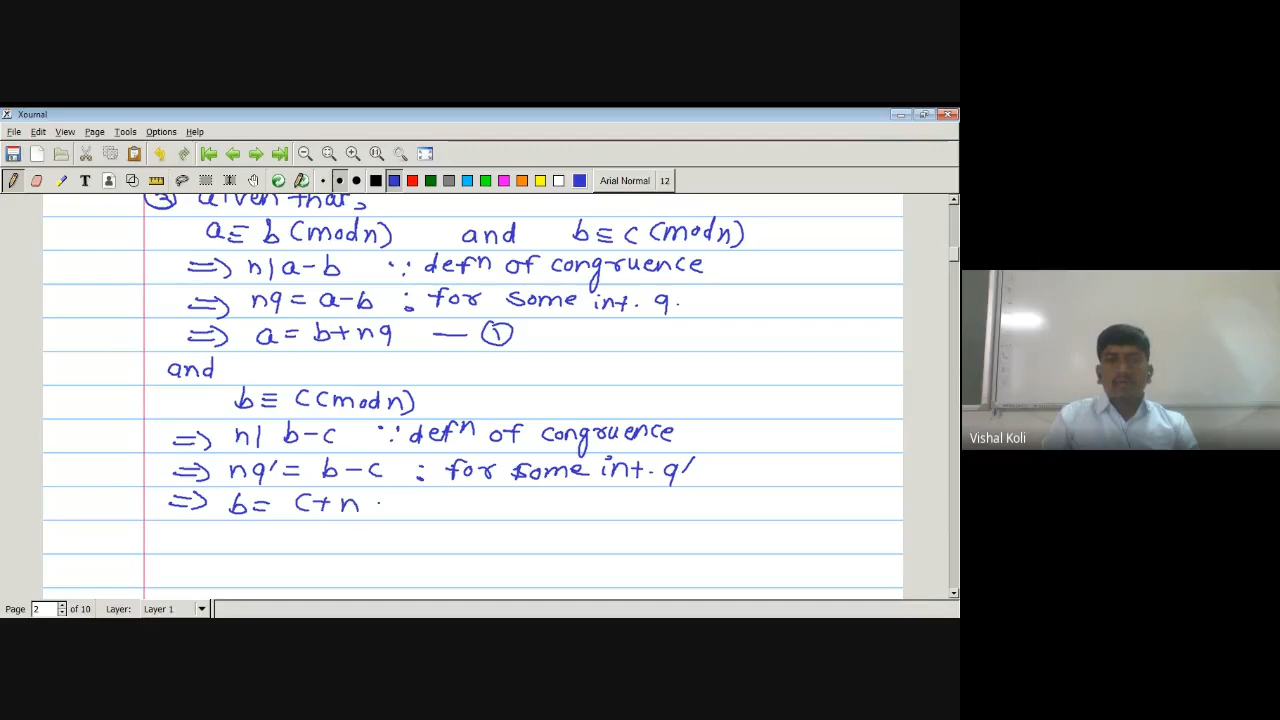 Xournal
File Edit View Page Tools Options Help
Arial Normal 12
③ Given that,
a ≡ b (mod n) and b ≡ c (mod n)
⟹ n | a-b ∵ defn of congruence
⟹ nq = a-b : for some int. q.
⟹ a = b + nq — ①
and
b ≡ c (mod n)
⟹ n | b-c ∵ defn of congruence
⟹ nq' = b-c : for some int. q'
⟹ b = c + n
Vishal Koli
Page 2 of 10 Layer: Layer 1